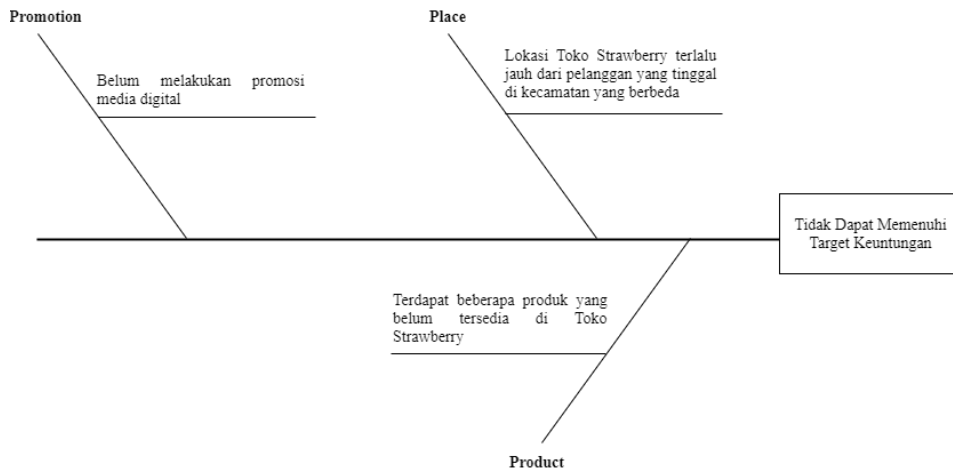 Promotion
Place
Belum melakukan promosi
media digital
Lokasi Toko Strawberry terlalu
jauh dari pelanggan yang tinggal
di kecamatan yang berbeda
Tidak Dapat Memenuhi
Target Keuntungan
Terdapat beberapa produk yang
belum tersedia di Toko
Strawberry
Product